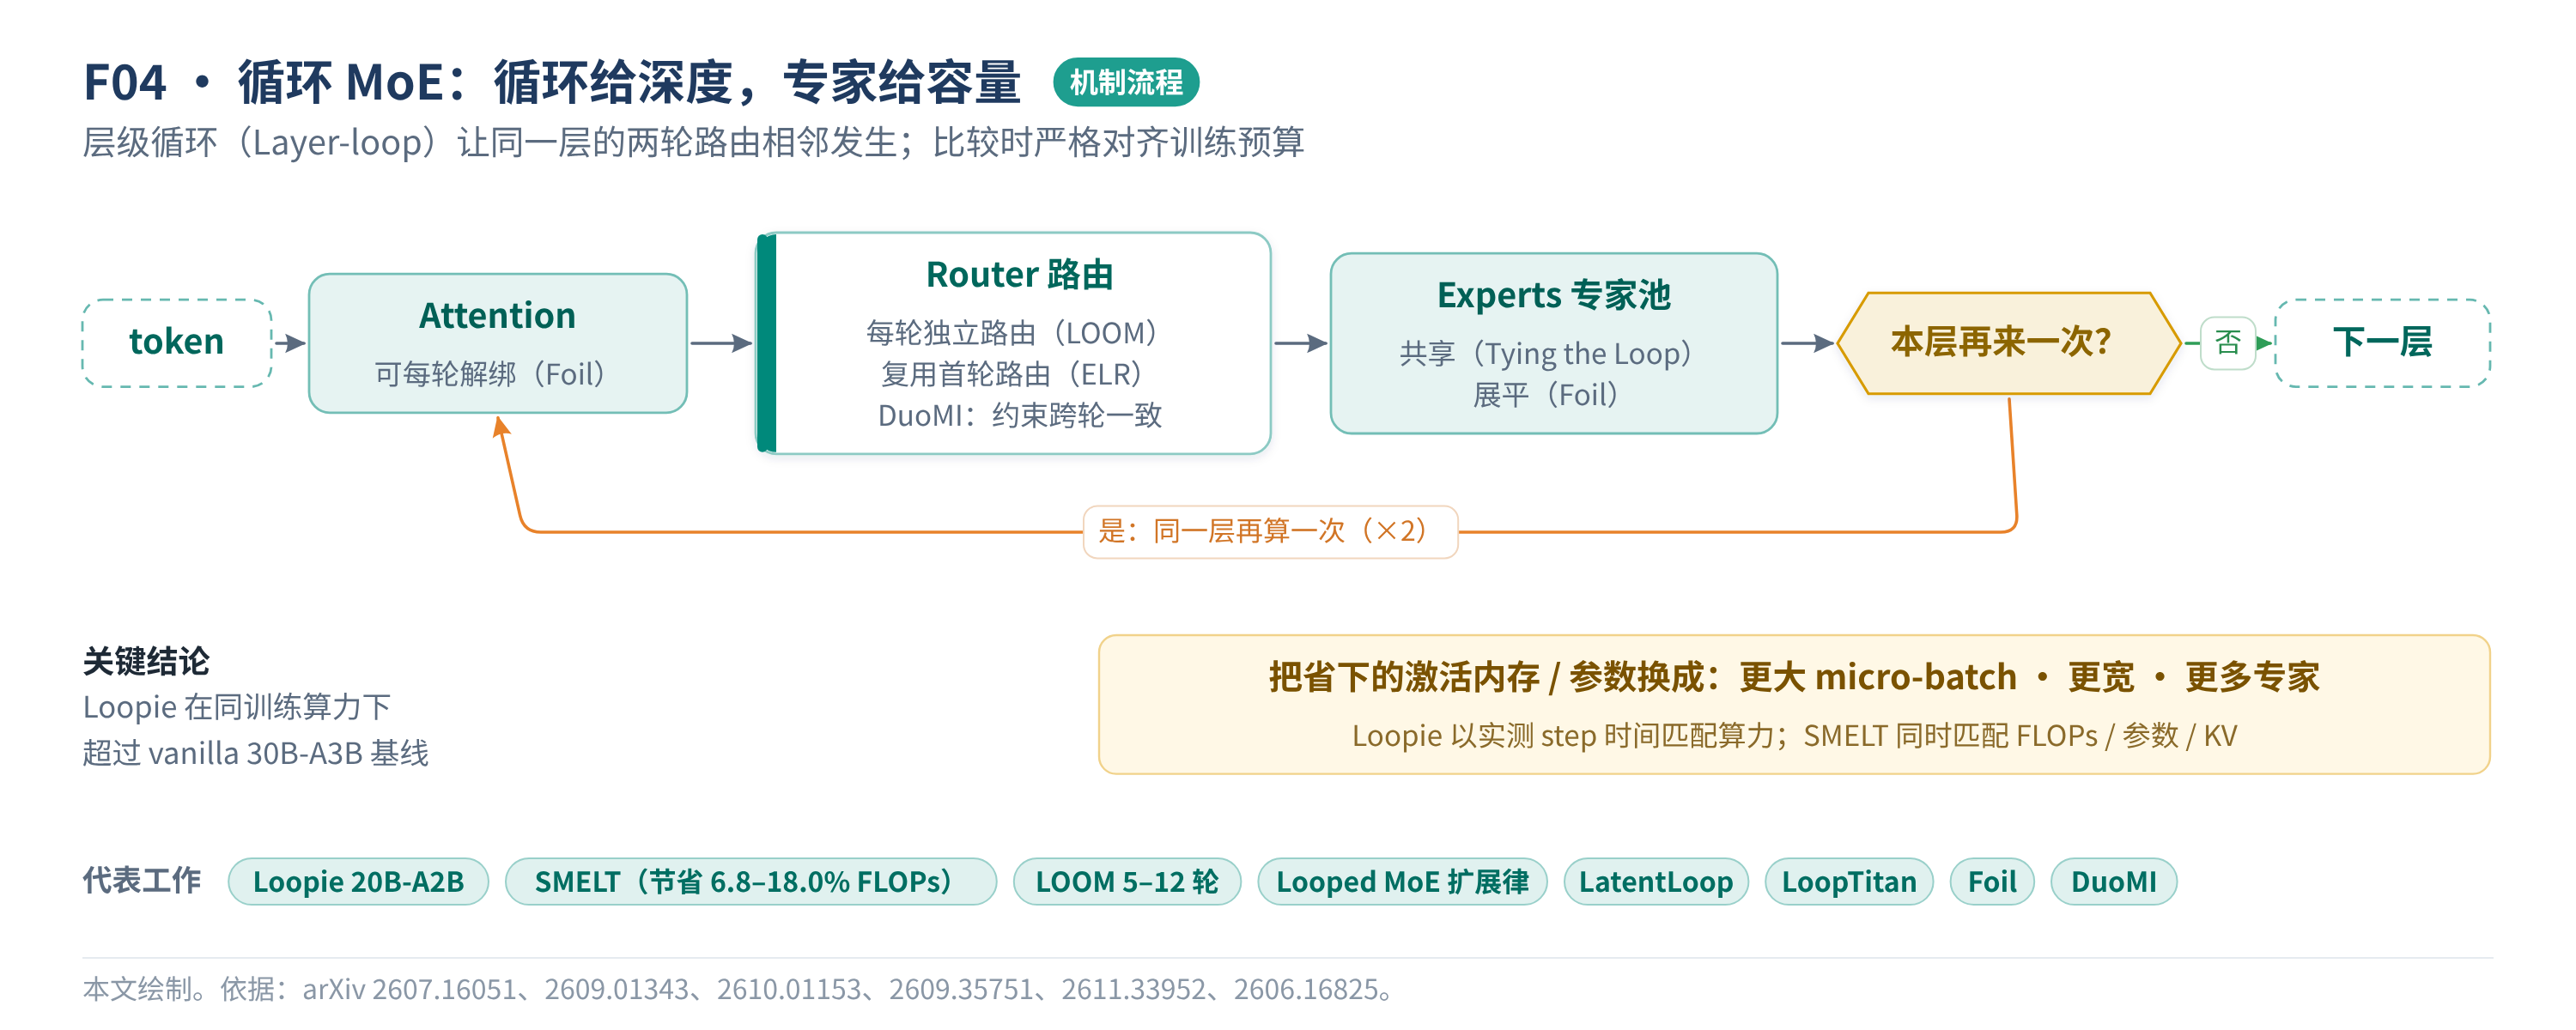 F04 · 循环 MoE：循环给深度，专家给容量
机制流程
层级循环（Layer-loop）让同一层的两轮路由相邻发生；比较时严格对齐训练预算
token
Attention
可每轮解绑（Foil）
Router 路由
每轮独立路由（LOOM）
复用首轮路由（ELR）
DuoMI：约束跨轮一致
Experts 专家池
共享（Tying the Loop）
展平（Foil）
本层再来一次？
否
下一层
是：同一层再算一次（×2）
关键结论
Loopie 在同训练算力下
超过 vanilla 30B-A3B 基线
把省下的激活内存 / 参数换成：更大 micro-batch · 更宽 · 更多专家
Loopie 以实测 step 时间匹配算力；SMELT 同时匹配 FLOPs / 参数 / KV
代表工作
Loopie 20B-A2B
SMELT（节省 6.8–18.0% FLOPs）
LOOM 5–12 轮
Looped MoE 扩展律
LatentLoop
LoopTitan
Foil
DuoMI
本文绘制。依据：arXiv 2607.16051、2609.01343、2610.01153、2609.35751、2611.33952、2606.16825。